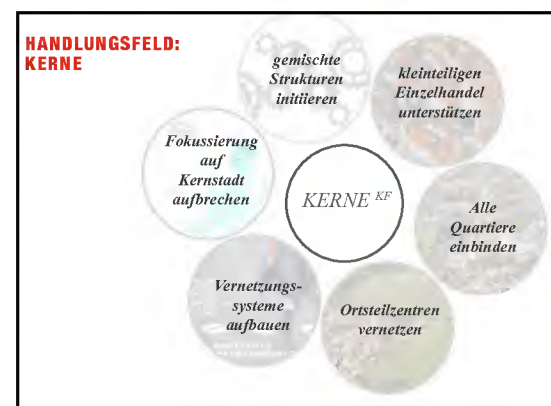 HANDLUNGSFELD:
KERNE
gemischte
Strukturen
initiieren
kleinteiligen
Einzelhandel
unterstützen
Fokussierung
auf
Kernstadt
aufbrechen
KERNE KF
Alle
Quartiere
einbinden
Vernetzungs-
systeme
aufbauen
Ortsteilzentren
vernetzen